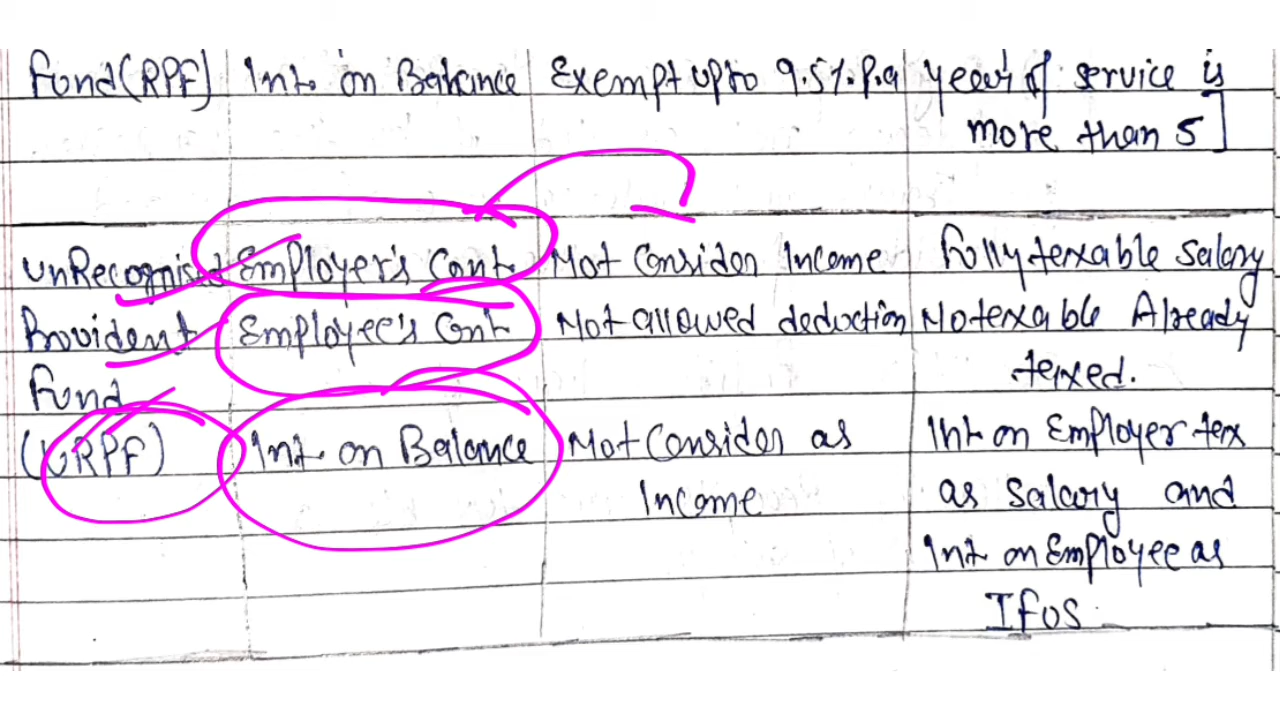 Fund(RPF) Int. on Balance Exempt upto 9.5% p.a year of service is
more than 5]
UnRecognised Employer's Cont. Not Consider Income Fully taxable Salary
Provident Employee's Cont Not allowed deduction Notaxable Already
Fund taxed.
(URPF) Int. on Balance Not Consider as Int on Employer tax
Income as Salary and
Int on Employee as
IFOS.